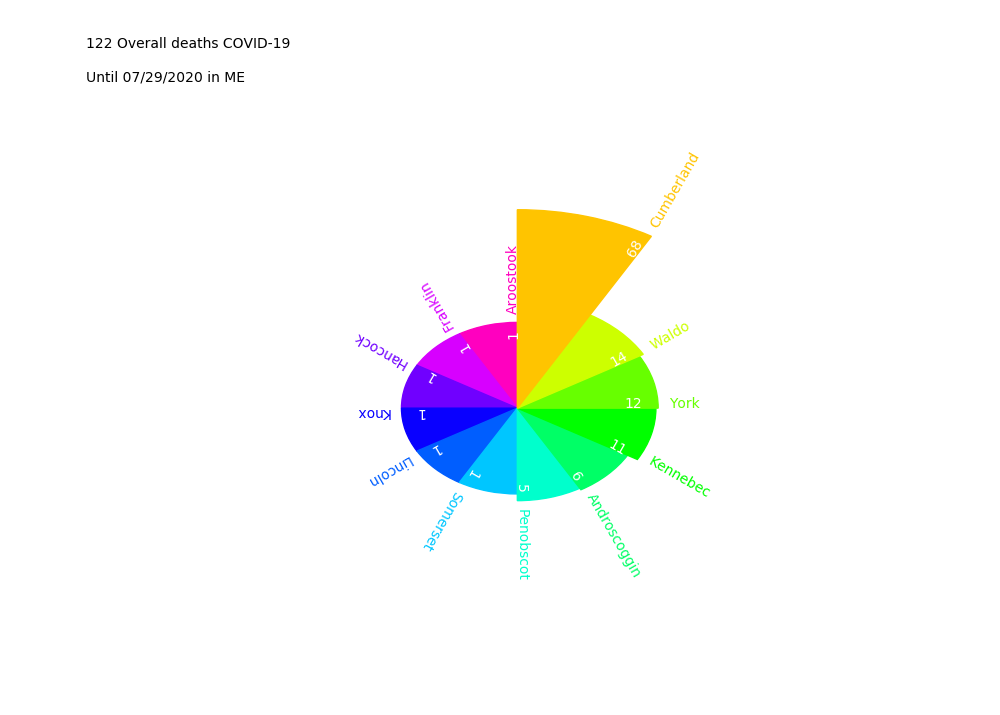 122 Overall deaths COVID-19
Until 07/29/2020 in ME
Cumberland
68
Waldo
14
York
12
Kennebec
11
Androscoggin
6
Penobscot
5
Somerset
1
Lincoln
1
Knox
1
Hancock
1
Franklin
1
Aroostook
1